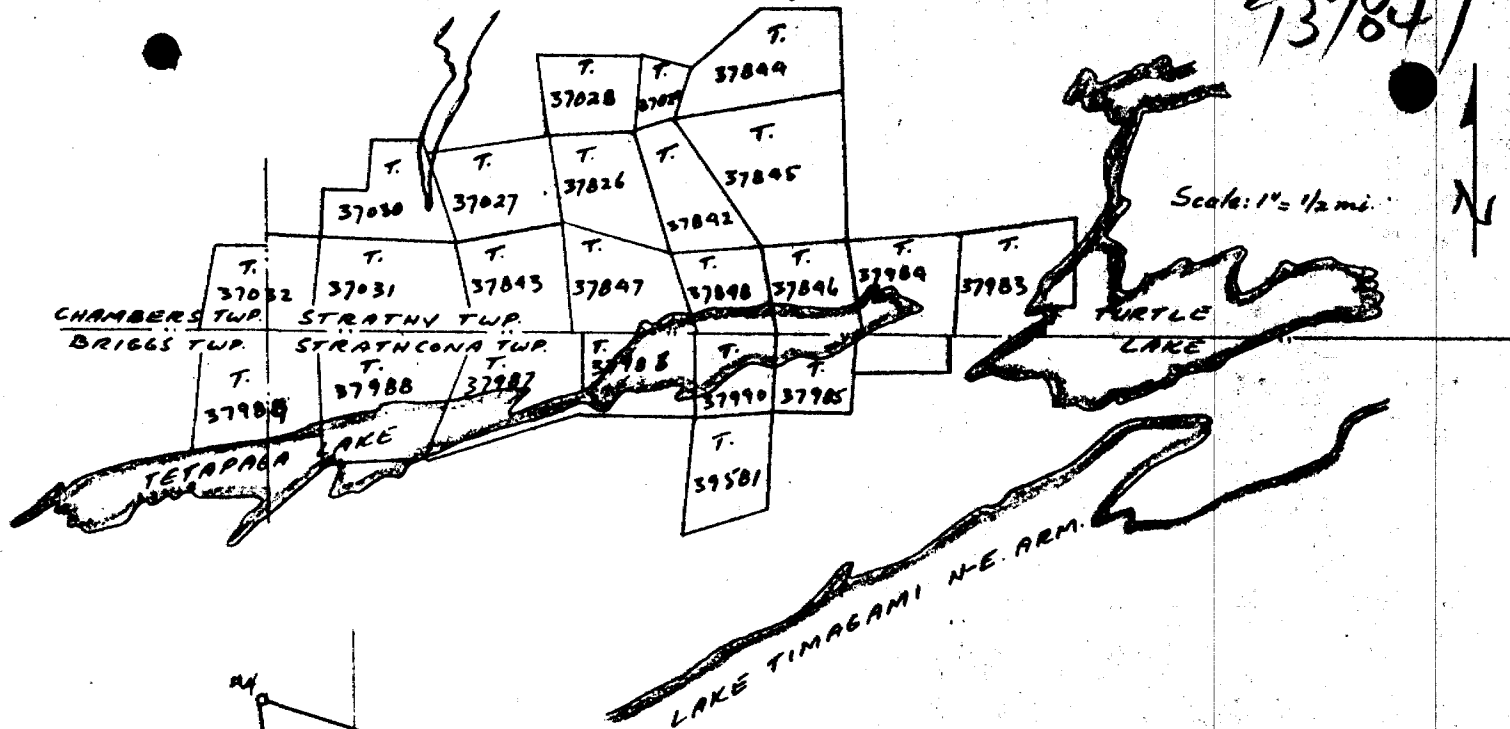 T.
37844
T.
37028
T.
T.
37845
T.
37030
T.
37027
T.
37826
T.
37842
Scale: 1" = 1/2 mi.
N
T.
37032
T.
37031
T.
37843
T.
37847
T.
37848
T.
37846
T.
37984
T.
37983
CHAMBERS TWP.
STRATHY TWP.
BRIGGS TWP.
STRATHCONA TWP.
TURTLE
LAKE
T.
T.
37988
T.
37987
T.
T.
37990
T.
37985
TETAPAGA
LAKE
T.
39581
LAKE TIMAGAMI N-E. ARM.
#4